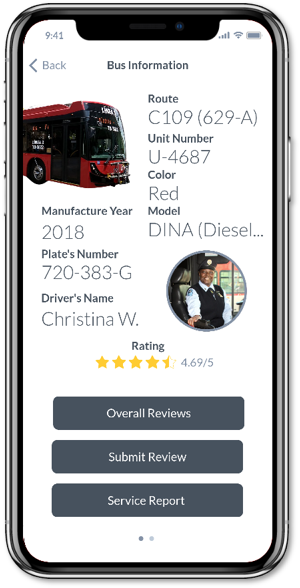 9:41
Back
Bus Information
Route
C109 (629-A)
Unit Number
U-4687
Color
Red
Manufacture Year
2018
Model
DINA (Diesel...
Plate's Number
720-383-G
Driver's Name
Christina W.
Rating
4.69/5
Overall Reviews
Submit Review
Service Report